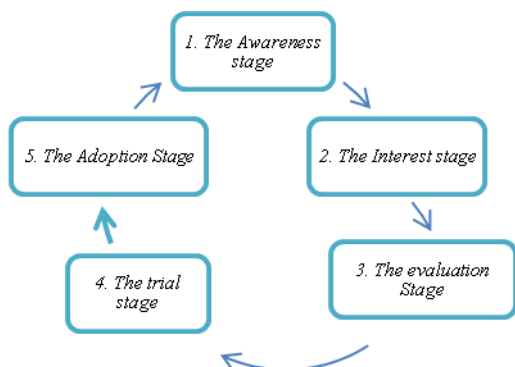 1. The Awareness
stage
2. The Interest stage
3. The evaluation
Stage
4. The trial
stage
5. The Adoption Stage